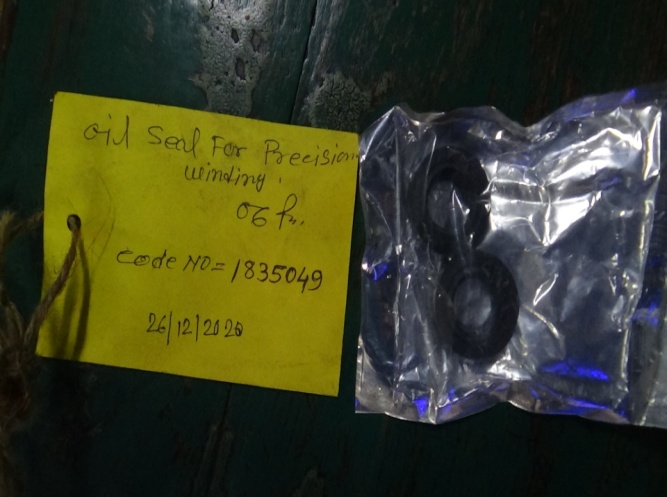 oil Seal For Precision
winding.
06 Pc.
code NO = 1835049
26/12/2020